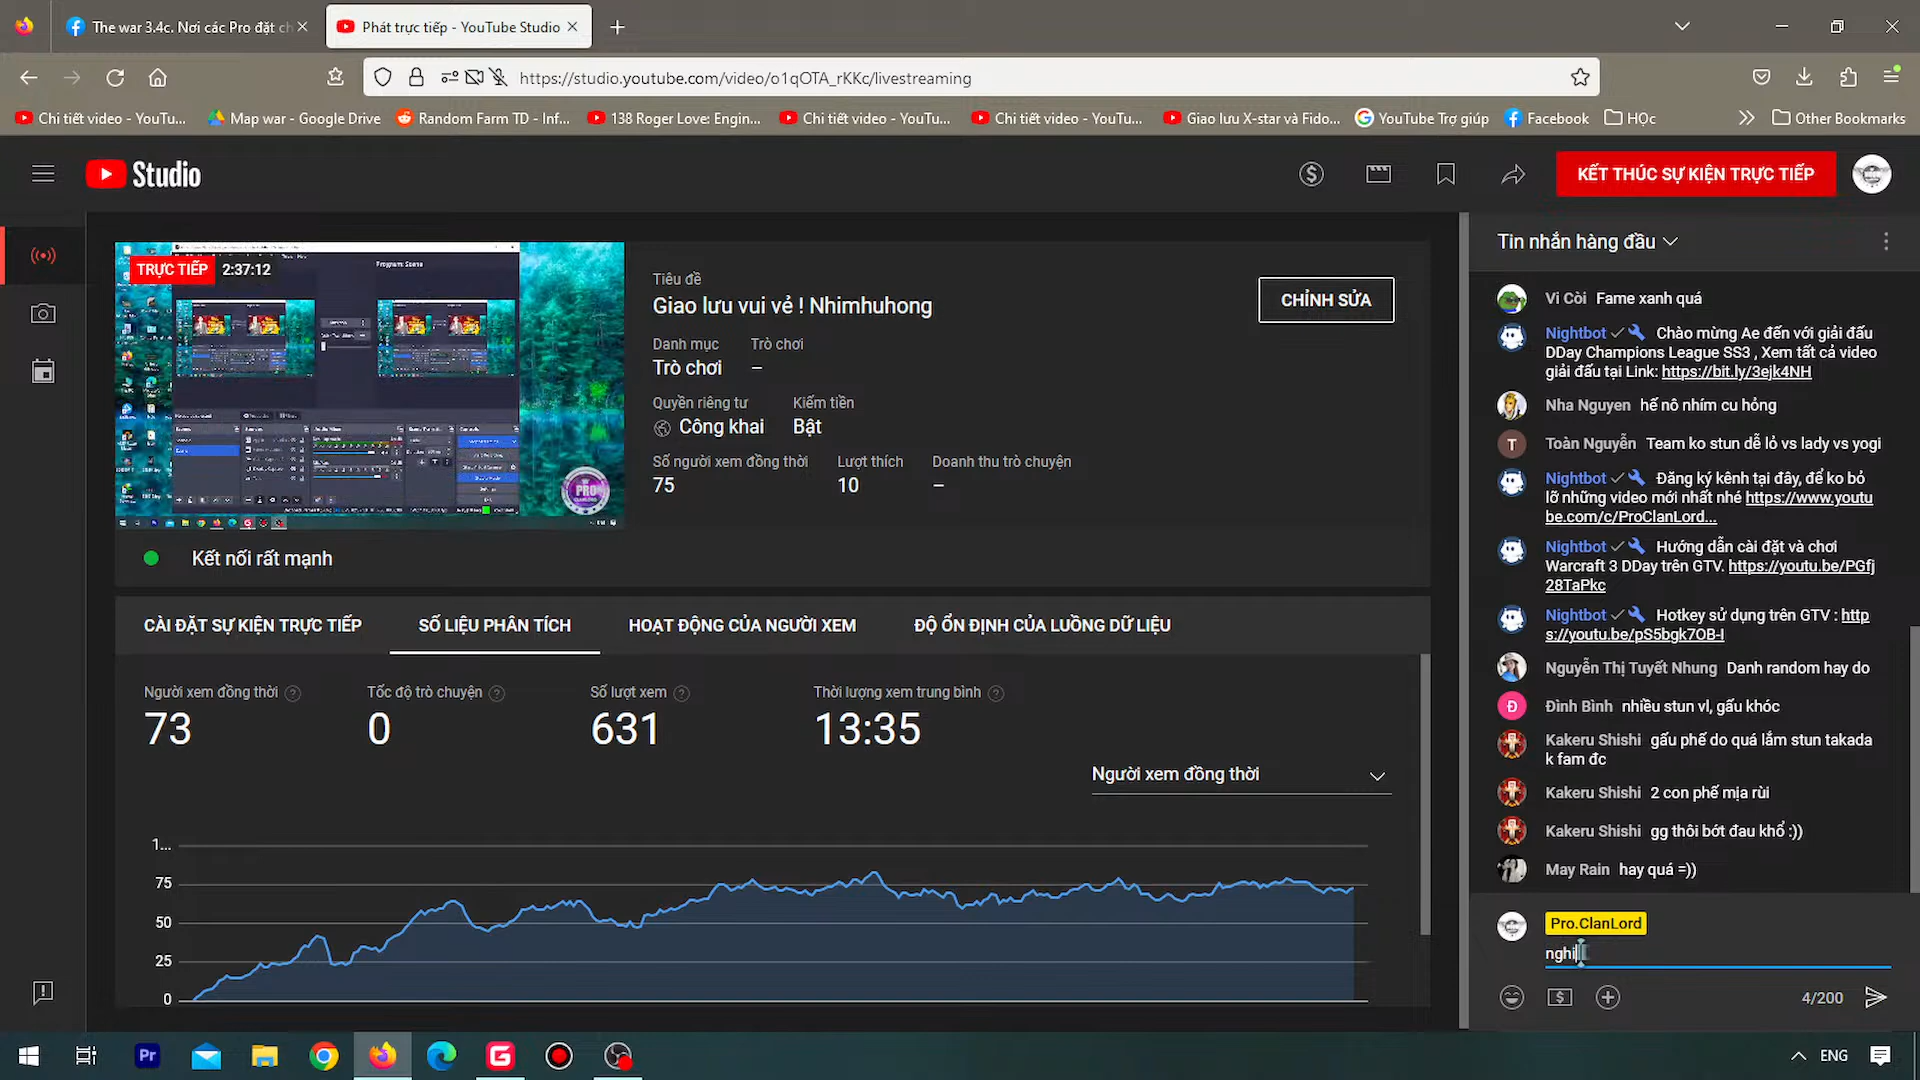 The war 3.4c. Nơi các Pro đặt ch
Phát trực tiếp - YouTube Studio
https://studio.youtube.com/video/o1qOTA_rKKc/livestreaming
Chi tiết video - YouTu...
Map war - Google Drive
Random Farm TD - Inf...
138 Roger Love: Engin...
Chi tiết video - YouTu...
Chi tiết video - YouTu...
Giao lưu X-star và Fido...
YouTube Trợ giúp
Facebook
HỌc
Other Bookmarks
Studio
KẾT THÚC SỰ KIỆN TRỰC TIẾP
TRỰC TIẾP 2:37:12
Program: Scene
PRO
Tiêu đề
Giao lưu vui vẻ ! Nhimhuhong
CHỈNH SỬA
Danh mục Trò chơi
Trò chơi –
Quyền riêng tư Kiếm tiền
Công khai Bật
Số người xem đồng thời Lượt thích Doanh thu trò chuyện
75 10 –
Kết nối rất mạnh
CÀI ĐẶT SỰ KIỆN TRỰC TIẾP
SỐ LIỆU PHÂN TÍCH
HOẠT ĐỘNG CỦA NGƯỜI XEM
ĐỘ ỔN ĐỊNH CỦA LUỒNG DỮ LIỆU
Người xem đồng thời
73
Tốc độ trò chuyện
0
Số lượt xem
631
Thời lượng xem trung bình
13:35
Người xem đồng thời
1...
75
50
25
0
Tin nhắn hàng đầu
Vi Còi Fame xanh quá
Nightbot Chào mừng Ae đến với giải đấu
DDay Champions League SS3 , Xem tất cả video
giải đấu tại Link: https://bit.ly/3ejk4NH
Nha Nguyen hế nô nhím cu hỏng
T
Toàn Nguyễn Team ko stun dễ lỏ vs lady vs yogi
Nightbot Đăng ký kênh tại đây, để ko bỏ
lỡ những video mới nhất nhé https://www.youtu
be.com/c/ProClanLord...
Nightbot Hướng dẫn cài đặt và chơi
Warcraft 3 DDay trên GTV. https://youtu.be/PGfj
28TaPkc
Nightbot Hotkey sử dụng trên GTV : http
s://youtu.be/pS5bgk7OB-I
Nguyễn Thị Tuyết Nhung Danh random hay do
Đ
Đình Bình nhiều stun vl, gấu khóc
Kakeru Shishi gấu phế do quá lắm stun takada
k fam đc
Kakeru Shishi 2 con phế mịa rùi
Kakeru Shishi gg thôi bớt đau khổ :))
May Rain hay quá =))
Pro.ClanLord
nghi
4/200
Pr
ENG